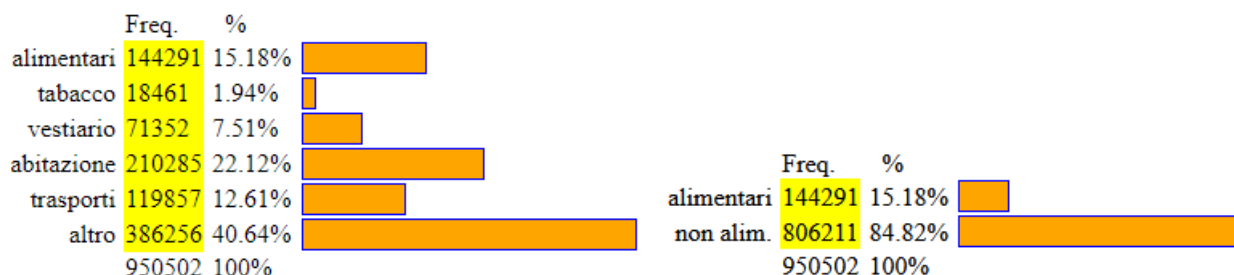 Freq. %
alimentari 144291 15.18%
tabacco 18461 1.94%
vestiario 71352 7.51%
abitazione 210285 22.12%
trasporti 119857 12.61%
altro 386256 40.64%
950502 100%
Freq. %
alimentari 144291 15.18%
non alim. 806211 84.82%
950502 100%